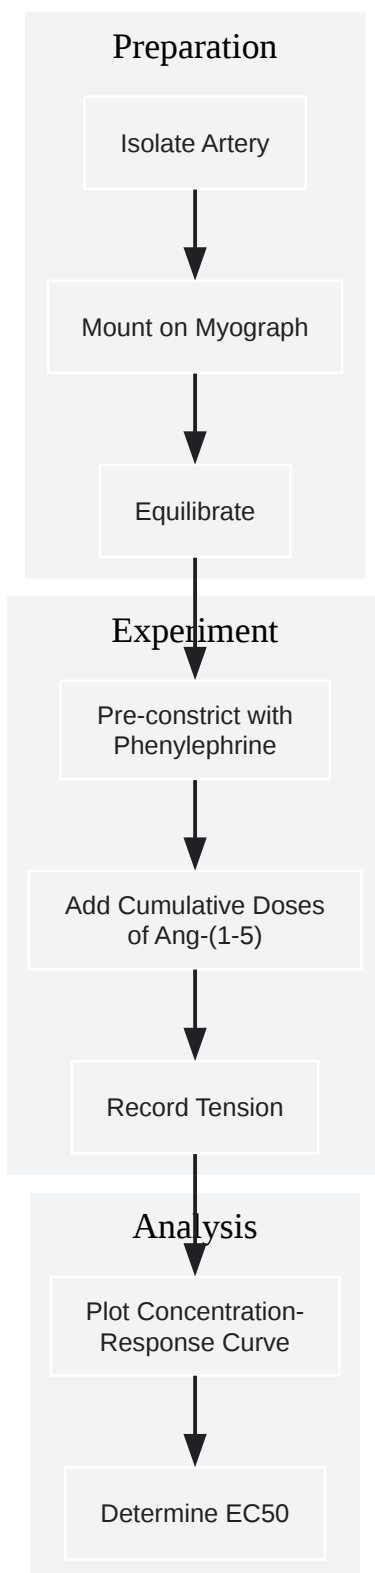 Preparation
Isolate Artery
Mount on Myograph
Equilibrate
Experiment
Pre-constrict with
Phenylephrine
Add Cumulative Doses
of Ang-(1-5)
Record Tension
Analysis
Plot Concentration-
Response Curve
Determine EC50